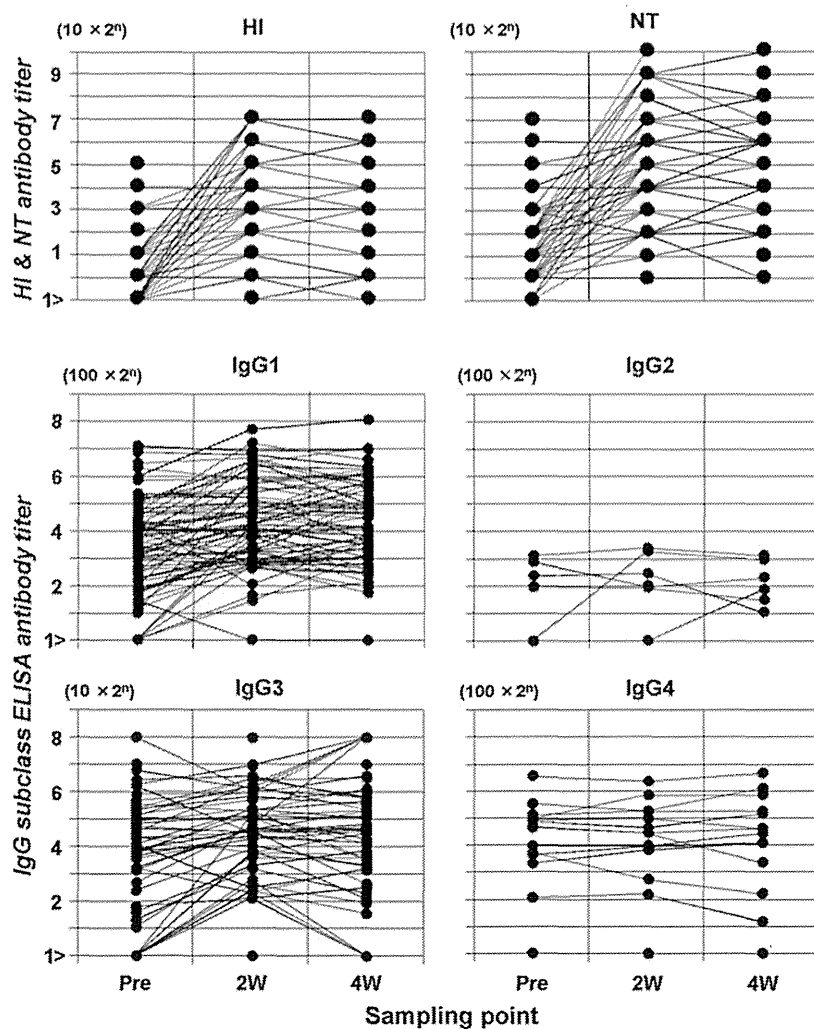 HI
NT
(10 × 2ⁿ)
(10 × 2ⁿ)
HI & NT antibody titer
9
7
5
3
1
1>
IgG1
IgG2
(100 × 2ⁿ)
(100 × 2ⁿ)
IgG subclass ELISA antibody titer
8
6
4
2
1>
IgG3
IgG4
(10 × 2ⁿ)
(100 × 2ⁿ)
8
6
4
2
1>
Pre
2W
4W
Pre
2W
4W
Sampling point